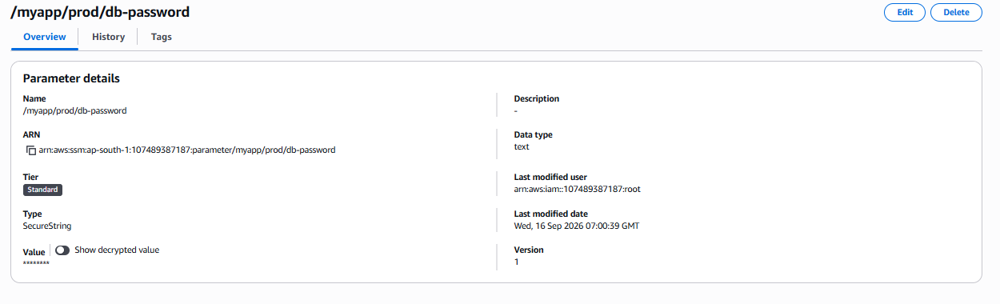 /myapp/prod/db-password
Edit
Delete
Overview
History
Tags
Parameter details
Name
/myapp/prod/db-password
Description
-
ARN
arn:aws:ssm:ap-south-1:107489387187:parameter/myapp/prod/db-password
Data type
text
Tier
Standard
Last modified user
arn:aws:iam::107489387187:root
Type
SecureString
Last modified date
Wed, 16 Sep 2026 07:00:39 GMT
Value
Show decrypted value
********
Version
1